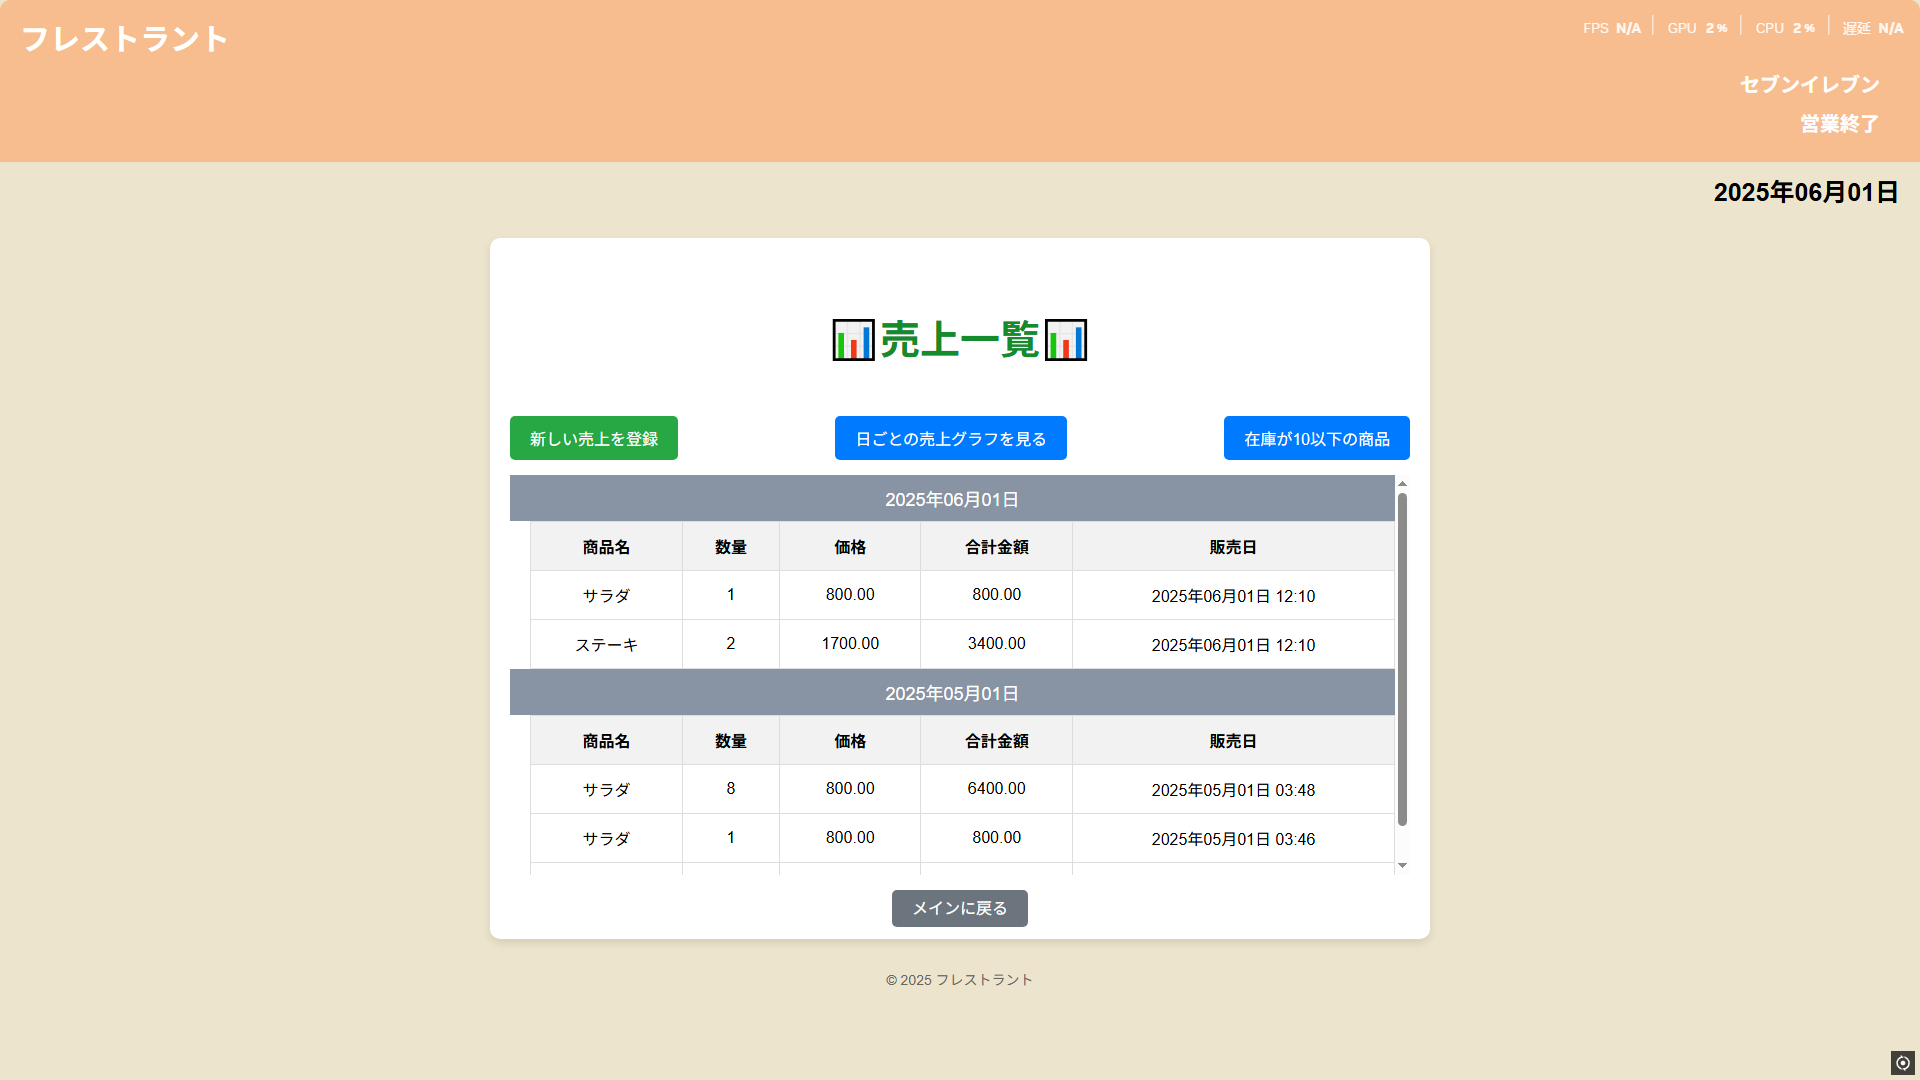 フレストラント
FPS N/A GPU 2% CPU 2% 遅延 N/A
セブンイレブン
営業終了
2025年06月01日
売上一覧
新しい売上を登録 日ごとの売上グラフを見る 在庫が10以下の商品
2025年06月01日
商品名 数量 価格 合計金額 販売日
サラダ 1 800.00 800.00 2025年06月01日 12:10
ステーキ 2 1700.00 3400.00 2025年06月01日 12:10
2025年05月01日
商品名 数量 価格 合計金額 販売日
サラダ 8 800.00 6400.00 2025年05月01日 03:48
サラダ 1 800.00 800.00 2025年05月01日 03:46
メインに戻る
© 2025 フレストラント